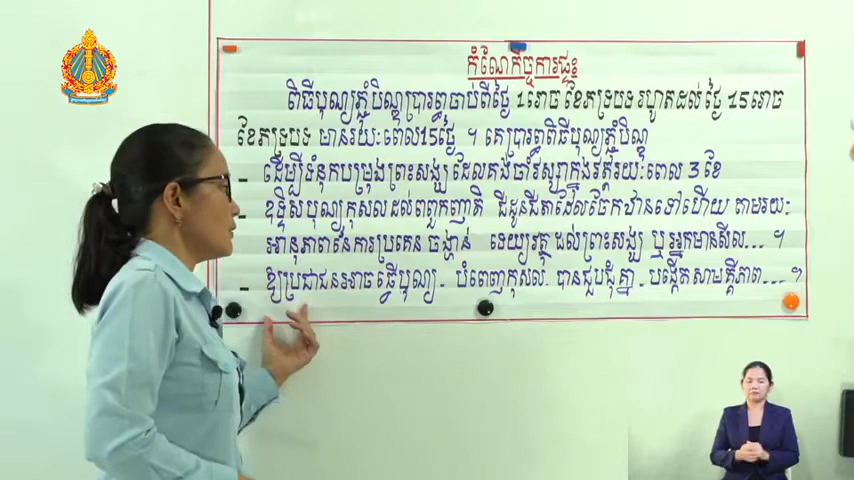 កំណែកិច្ចការផ្ទះ
ពិធីបុណ្យភ្ជុំបិណ្ឌប្រារព្ធចាប់ពីថ្ងៃ 1រោច ខែភទ្របទ រហូតដល់ថ្ងៃ 15រោច
ខែភទ្របទ មានរយៈពេល15ថ្ងៃ ។ គេប្រារព្ធពិធីបុណ្យភ្ជុំបិណ្ឌ
- ដើម្បីទំនុកបម្រុងព្រះសង្ឃ ដែលគង់ចាំវស្សាក្នុងវត្តរយៈពេល 3 ខែ
- ឧទ្ទិសបុណ្យកុសលដល់ពពួកញាតិ ជីដូនជីតាដែលចែកឋានទៅហើយ តាមរយៈ
អានុភាពនៃការប្រគេន ចង្ហាន់ ទេយ្យវត្ថុ ដល់ព្រះសង្ឃ ឬ អ្នកមានសីល...។
- ឱ្យប្រជាជនអាចធ្វើបុណ្យ - បំពេញកុសល បានជួបជុំគ្នា - បង្កើតសាមគ្គីភាព...។